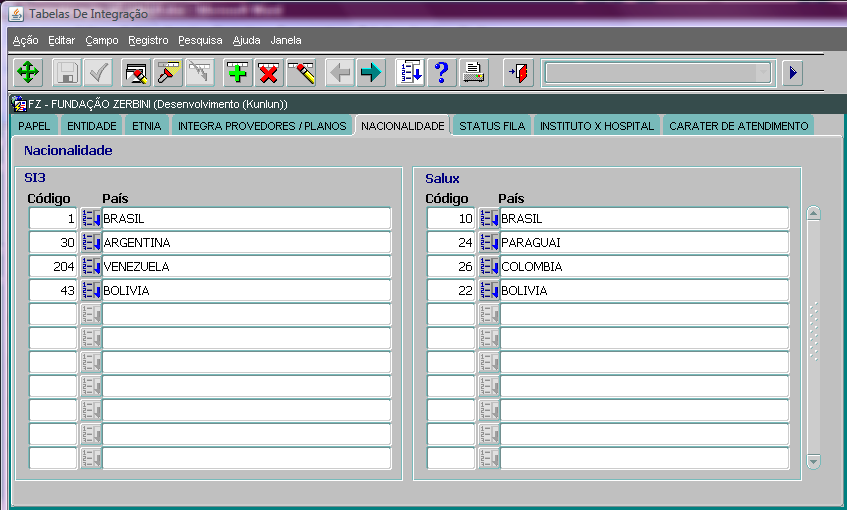 Tabelas De Integração
Ação Editar Campo Registro Pesquisa Ajuda Janela
FZ - FUNDAÇÃO ZERBINI (Desenvolvimento (Kunlun))
PAPEL ENTIDADE ETNIA INTEGRA PROVEDORES / PLANOS NACIONALIDADE STATUS FILA INSTITUTO X HOSPITAL CARATER DE ATENDIMENTO
Nacionalidade
SI3
Código País
1 BRASIL
30 ARGENTINA
204 VENEZUELA
43 BOLIVIA
Salux
Código País
10 BRASIL
24 PARAGUAI
26 COLOMBIA
22 BOLIVIA